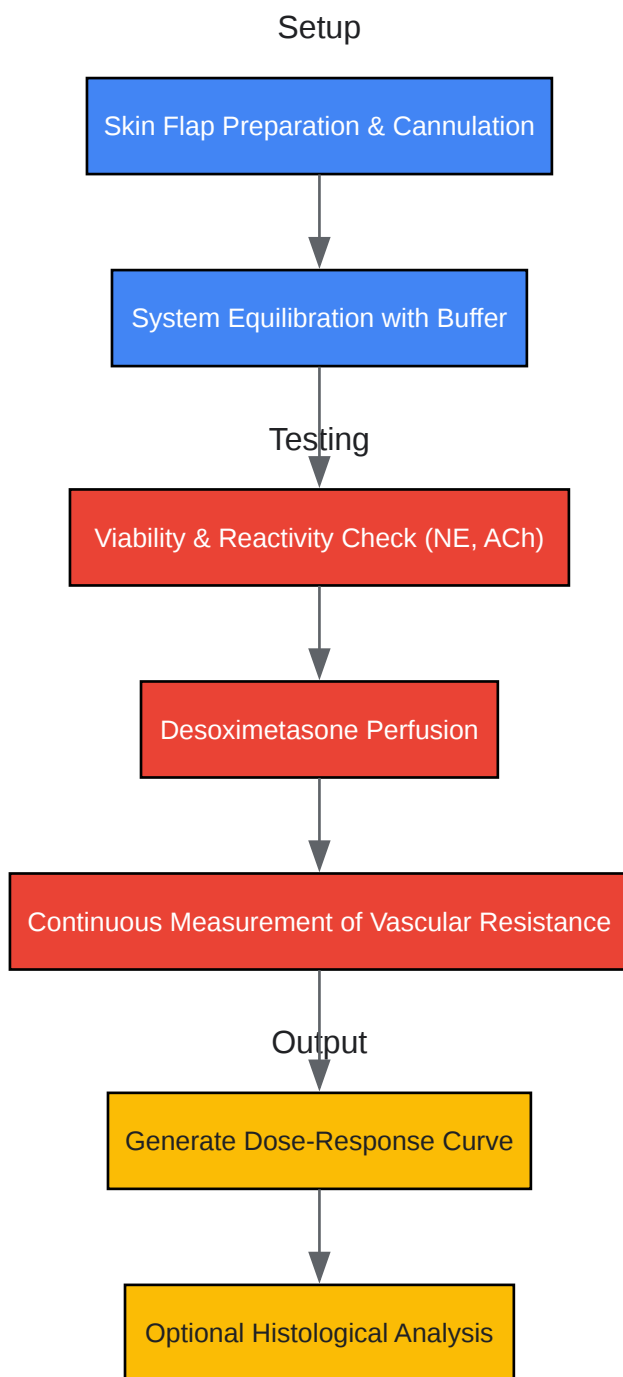 Setup
Skin Flap Preparation & Cannulation
System Equilibration with Buffer
Testing
Viability & Reactivity Check (NE, ACh)
Desoximetasone Perfusion
Continuous Measurement of Vascular Resistance
Output
Generate Dose-Response Curve
Optional Histological Analysis